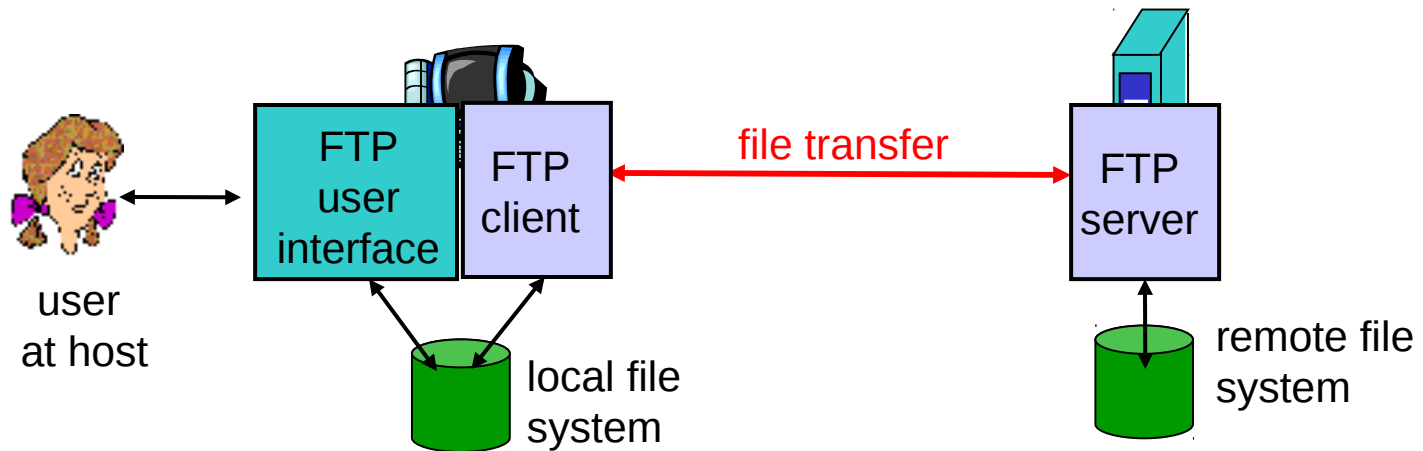 file transfer
FTP
user
interface
FTP
client
FTP
server
user
at host
local file
system
remote file
system